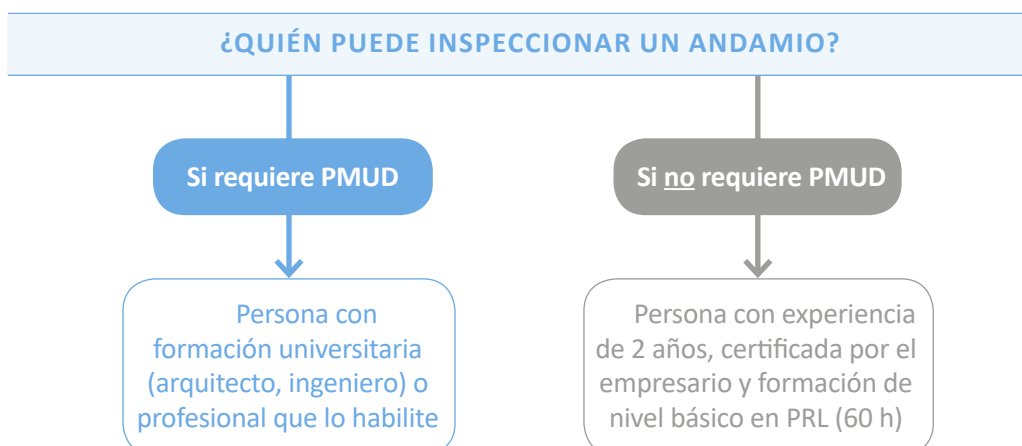 ¿QUIÉN PUEDE INSPECCIONAR UN ANDAMIO?
Si requiere PMUD
Persona con
formación universitaria
(arquitecto, ingeniero) o
profesional que lo habilite
Si no requiere PMUD
Persona con experiencia
de 2 años, certificada por el
empresario y formación de
nivel básico en PRL (60 h)